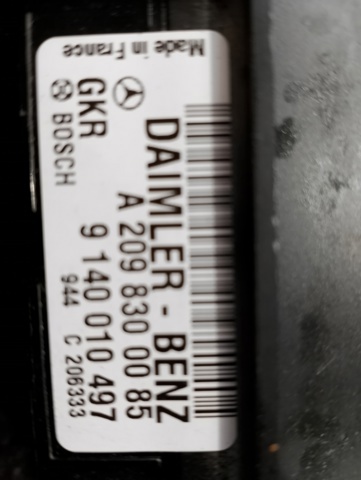 Made in France
DAIMLER - BENZ
A 209 830 00 85
GKR 9 140 010 497
BOSCH 944 C 206333